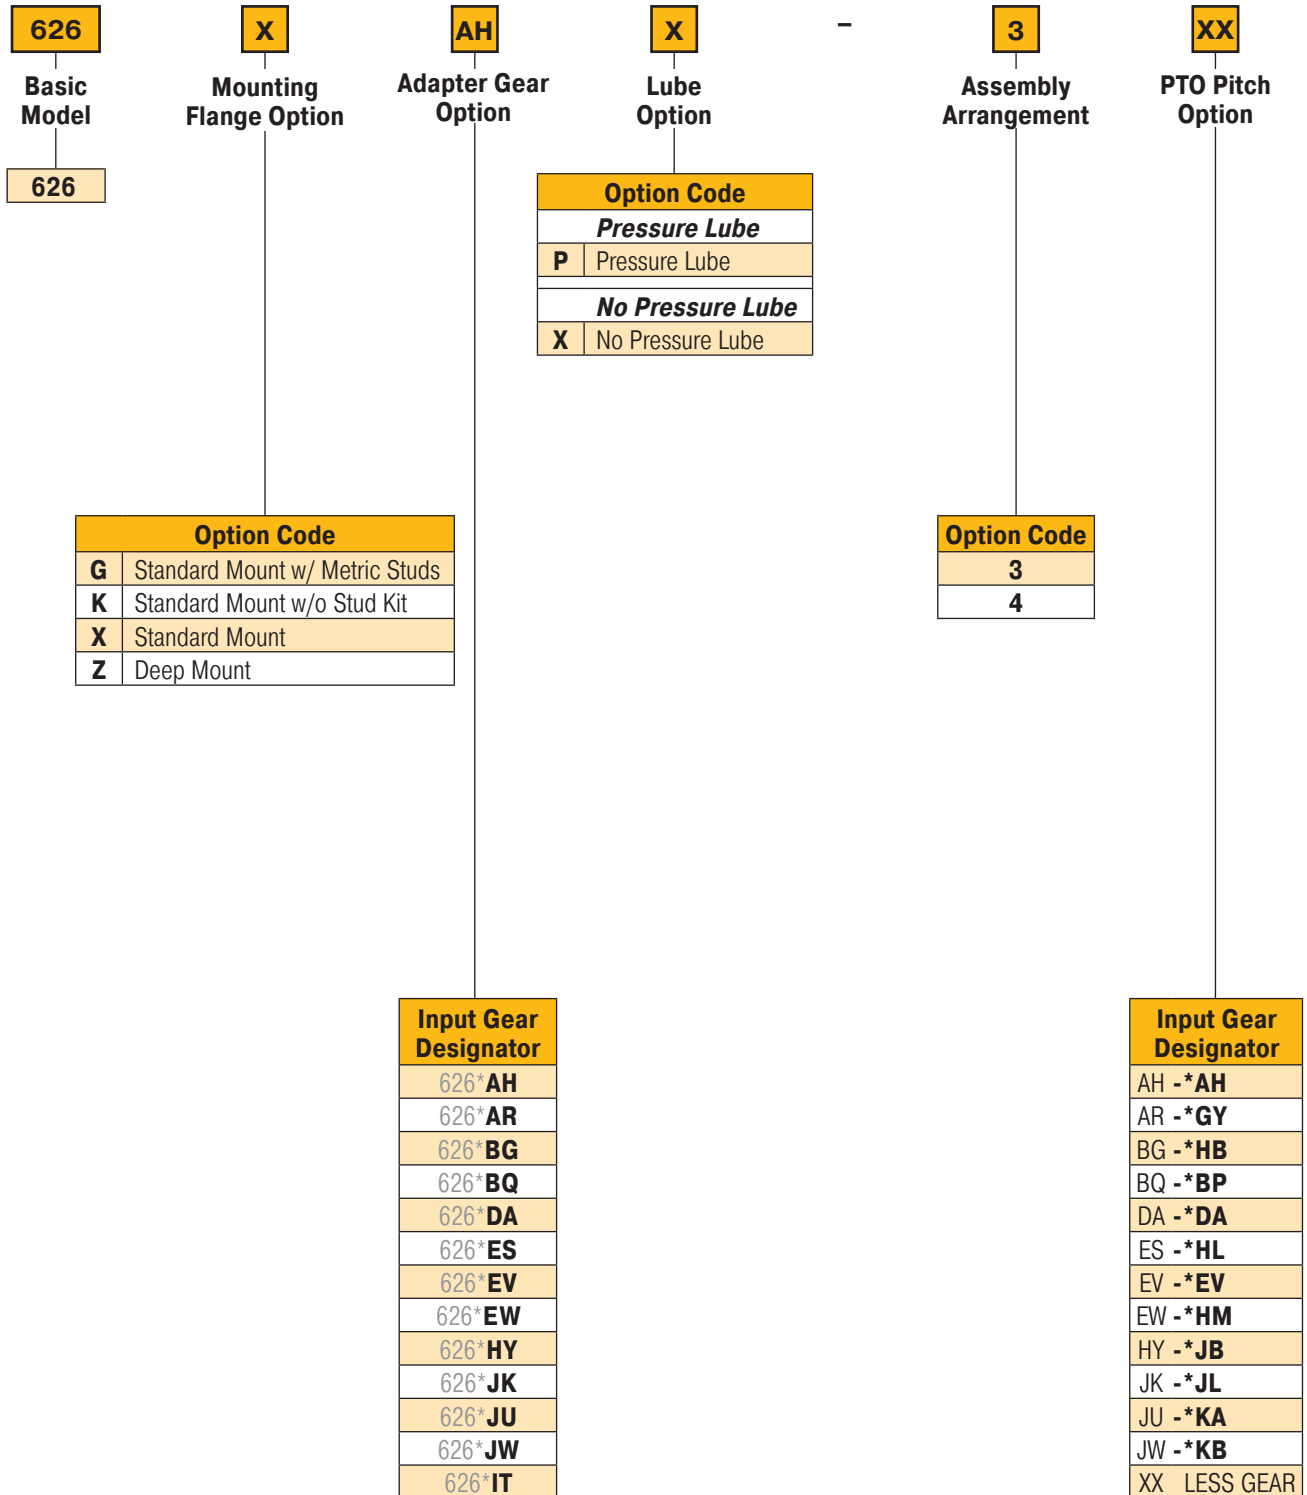 626 X AH X – 3 XX
Basic
Model
Mounting
Flange Option
Adapter Gear
Option
Lube
Option
Assembly
Arrangement
PTO Pitch
Option
626
Option Code
Pressure Lube
P Pressure Lube
No Pressure Lube
X No Pressure Lube
Option Code
G Standard Mount w/ Metric Studs
K Standard Mount w/o Stud Kit
X Standard Mount
Z Deep Mount
Option Code
3
4
Input Gear
Designator
626*AH
626*AR
626*BG
626*BQ
626*DA
626*ES
626*EV
626*EW
626*HY
626*JK
626*JU
626*JW
626*IT
Input Gear
Designator
AH -*AH
AR -*GY
BG -*HB
BQ -*BP
DA -*DA
ES -*HL
EV -*EV
EW -*HM
HY -*JB
JK -*JL
JU -*KA
JW -*KB
XX LESS GEAR